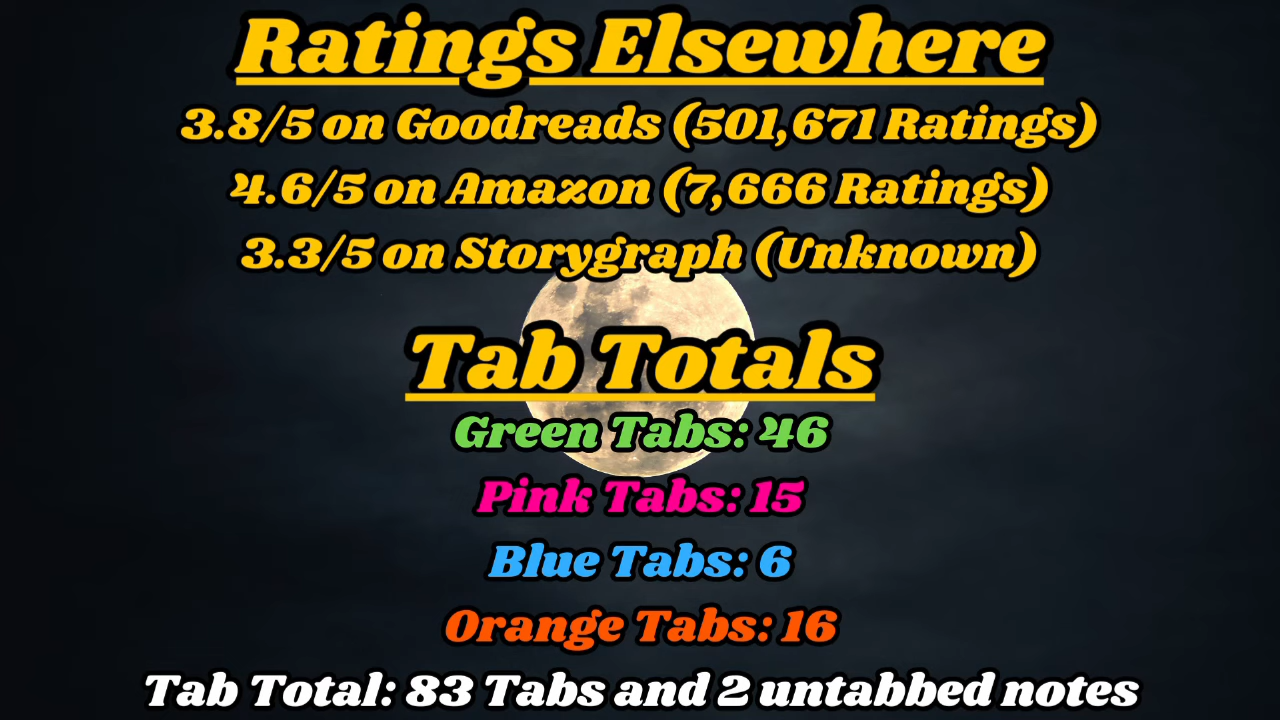 Ratings Elsewhere
3.8/5 on Goodreads (501,671 Ratings)
4.6/5 on Amazon (7,666 Ratings)
3.3/5 on Storygraph (Unknown)
Tab Totals
Green Tabs: 46
Pink Tabs: 15
Blue Tabs: 6
Orange Tabs: 16
Tab Total: 83 Tabs and 2 untabbed notes